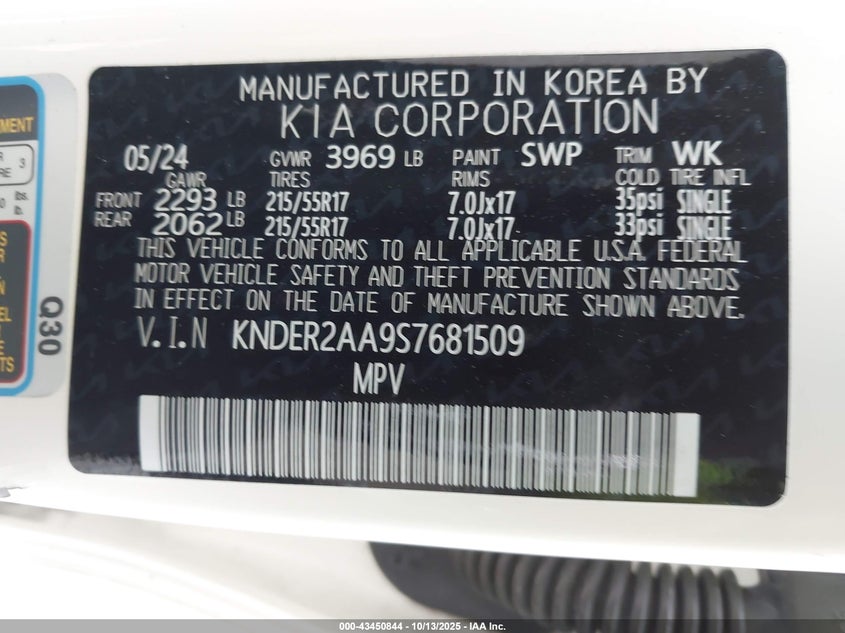 MANUFACTURED IN KOREA BY
KIA CORPORATION
05/24 GVWR 3969 LB PAINT SWP TRIM WK
GAWR TIRES RIMS COLD TIRE INFL
FRONT 2293 LB 215/55R17 7.0Jx17 35psi SINGLE
REAR 2062 LB 215/55R17 7.0Jx17 33psi SINGLE
THIS VEHICLE CONFORMS TO ALL APPLICABLE U.S.A. FEDERAL
MOTOR VEHICLE SAFETY AND THEFT PREVENTION STANDARDS
IN EFFECT ON THE DATE OF MANUFACTURE SHOWN ABOVE.
V.I.N KNDER2AA9S7681509
MPV
Q30
3
lbs.
lb.
000-43450844 - 10/13/2025 - IAA Inc.